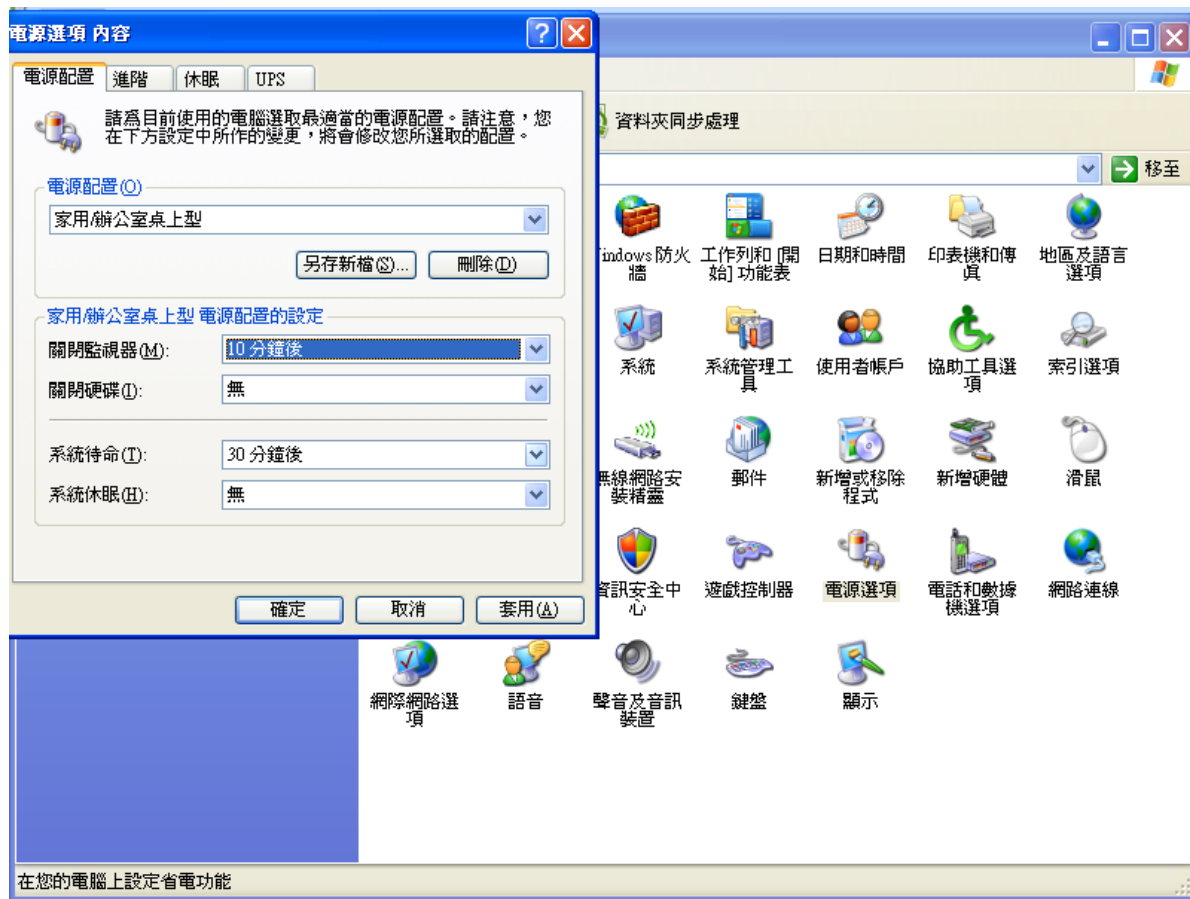 電源選項 內容
電源配置
進階
休眠
UPS
請為目前使用的電腦選取最適當的電源配置。請注意，您
在下方設定中所作的變更，將會修改您所選取的配置。
電源配置(O)
家用/辦公室桌上型
另存新檔(S)...
刪除(D)
家用/辦公室桌上型 電源配置的設定
關閉監視器(M):
10 分鐘後
關閉硬碟(I):
無
系統待命(T):
30 分鐘後
系統休眠(H):
無
確定
取消
套用(A)
資料夾同步處理
移至
indows 防火
牆
工作列和 [開
始] 功能表
日期和時間
印表機和傳
真
地區及語言
選項
系統
系統管理工
具
使用者帳戶
協助工具選
項
索引選項
無線網路安
裝精靈
郵件
新增或移除
程式
新增硬體
滑鼠
資訊安全中
心
遊戲控制器
電源選項
電話和數據
機選項
網路連線
網際網路選
項
語音
聲音及音訊
裝置
鍵盤
顯示
在您的電腦上設定省電功能